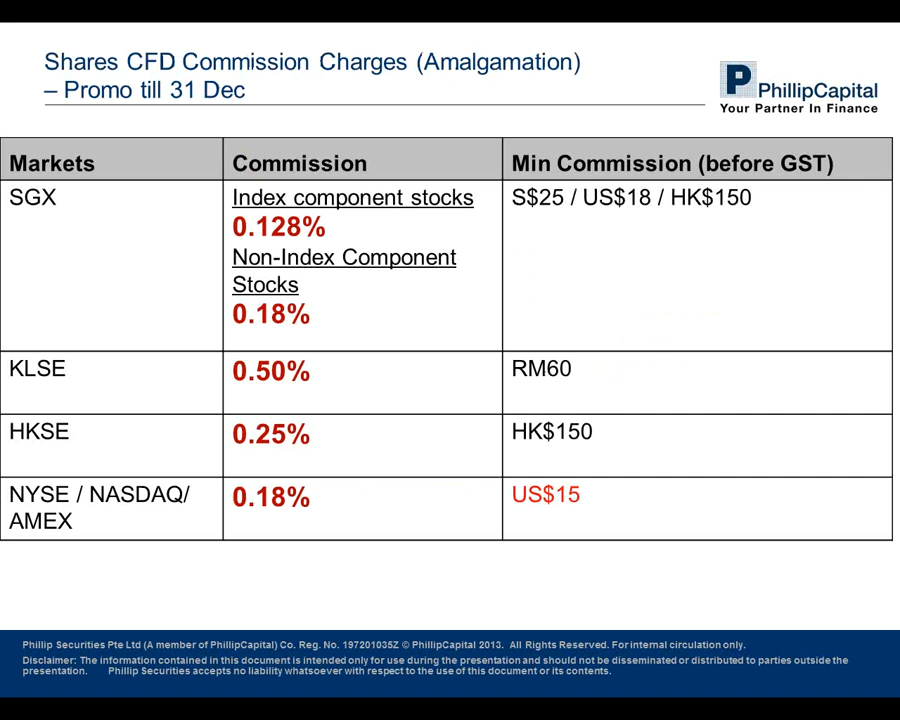 Shares CFD Commission Charges (Amalgamation)
– Promo till 31 Dec
P PhillipCapital
Your Partner In Finance
Markets Commission Min Commission (before GST)
SGX Index component stocks S$25 / US$18 / HK$150
0.128%
Non-Index Component
Stocks
0.18%
KLSE 0.50% RM60
HKSE 0.25% HK$150
NYSE / NASDAQ/ 0.18% US$15
AMEX
Phillip Securities Pte Ltd (A member of PhillipCapital) Co. Reg. No. 197201035Z © PhillipCapital 2013. All Rights Reserved. For internal circulation only.
Disclaimer: The information contained in this document is intended only for use during the presentation and should not be disseminated or distributed to parties outside the
presentation. Phillip Securities accepts no liability whatsoever with respect to the use of this document or its contents.